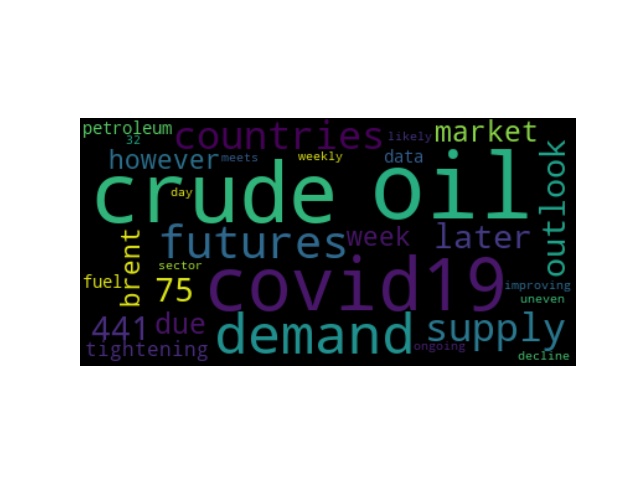 petroleum
32
countries
likely
market
however
meets
weekly
data
outlook
crude oil
day
futures
week
later
brent
sector
fuel
75
covid19
improving
uneven
441
due
demand
supply
tightening
ongoing
decline